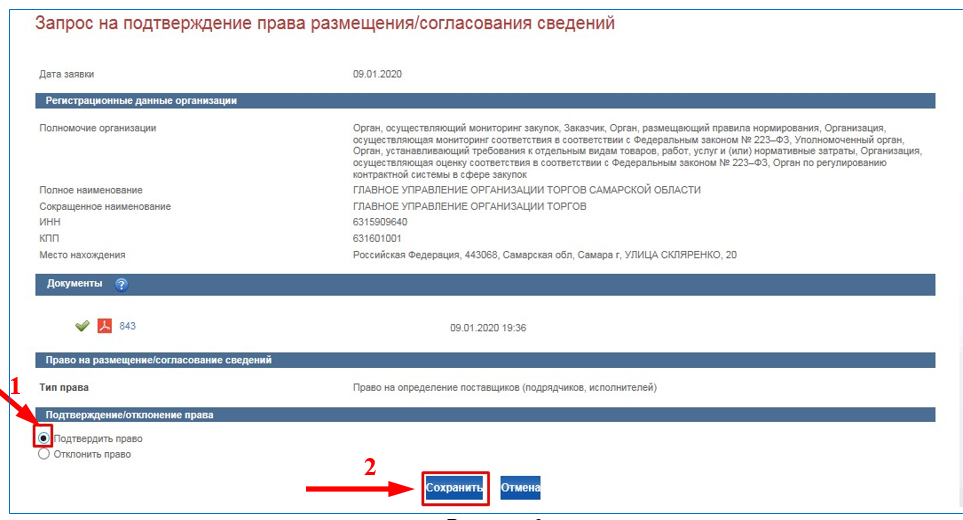 Запрос на подтверждение права размещения/согласования сведений
Дата заявки 09.01.2020
Регистрационные данные организации
Полномочие организации Орган, осуществляющий мониторинг закупок, Заказчик, Орган, размещающий правила нормирования, Организация,
осуществляющая мониторинг соответствия в соответствии с Федеральным законом № 223–ФЗ, Уполномоченный орган,
Орган, устанавливающий требования к отдельным видам товаров, работ, услуг и (или) нормативные затраты, Организация,
осуществляющая оценку соответствия в соответствии с Федеральным законом № 223–ФЗ, Орган по регулированию
контрактной системы в сфере закупок
Полное наименование ГЛАВНОЕ УПРАВЛЕНИЕ ОРГАНИЗАЦИИ ТОРГОВ САМАРСКОЙ ОБЛАСТИ
Сокращенное наименование ГЛАВНОЕ УПРАВЛЕНИЕ ОРГАНИЗАЦИИ ТОРГОВ
ИНН 6315909640
КПП 631601001
Место нахождения Российская Федерация, 443068, Самарская обл, Самара г, УЛИЦА СКЛЯРЕНКО, 20
Документы ?
843 09.01.2020 19:36
Право на размещение/согласование сведений
Тип права Право на определение поставщиков (подрядчиков, исполнителей)
1
Подтверждение/отклонение права
Подтвердить право
Отклонить право
2
Сохранить Отмена